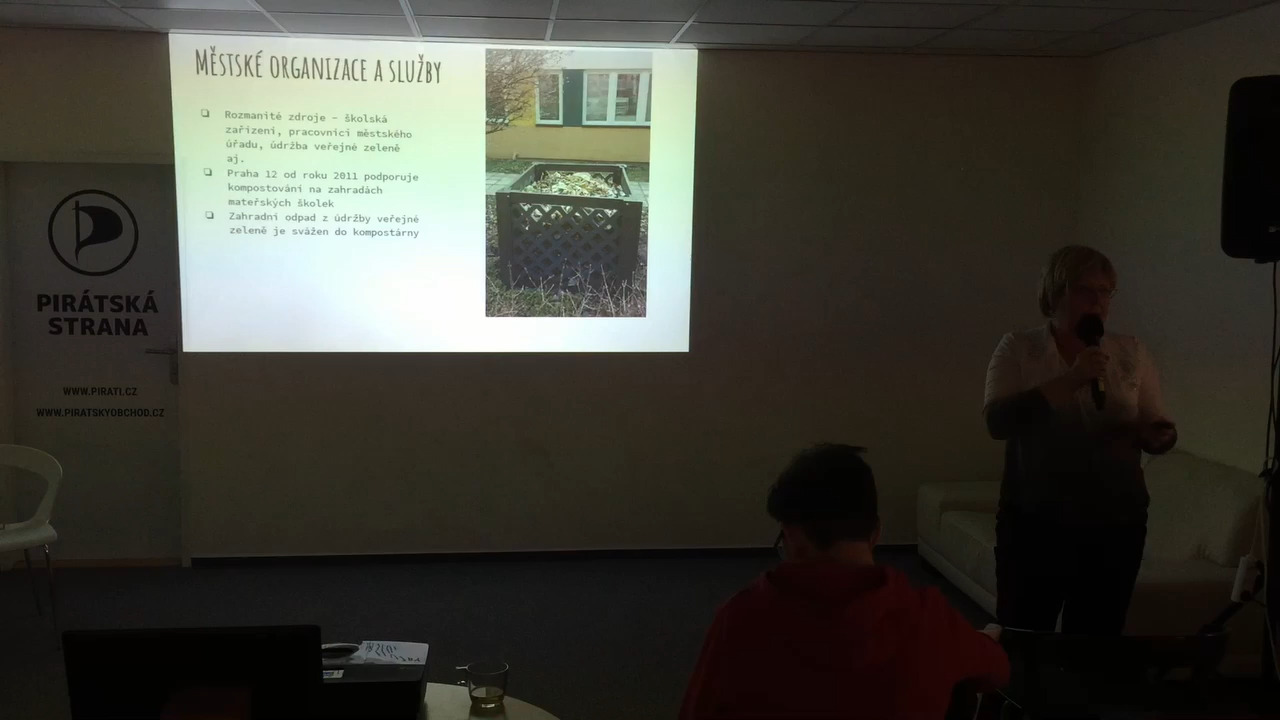 MĚSTSKÉ ORGANIZACE A SLUŽBY
Rozmanité zdroje – školská
zařízení, pracovníci městského
úřadu, údržba veřejné zeleně
aj.
Praha 12 od roku 2011 podporuje
kompostování na zahradách
mateřských školek
Zahradní odpad z údržby veřejné
zeleně je svážen do kompostárny
PIRÁTSKÁ
STRANA
WWW.PIRATI.CZ
WWW.PIRATSKYOBCHOD.CZ